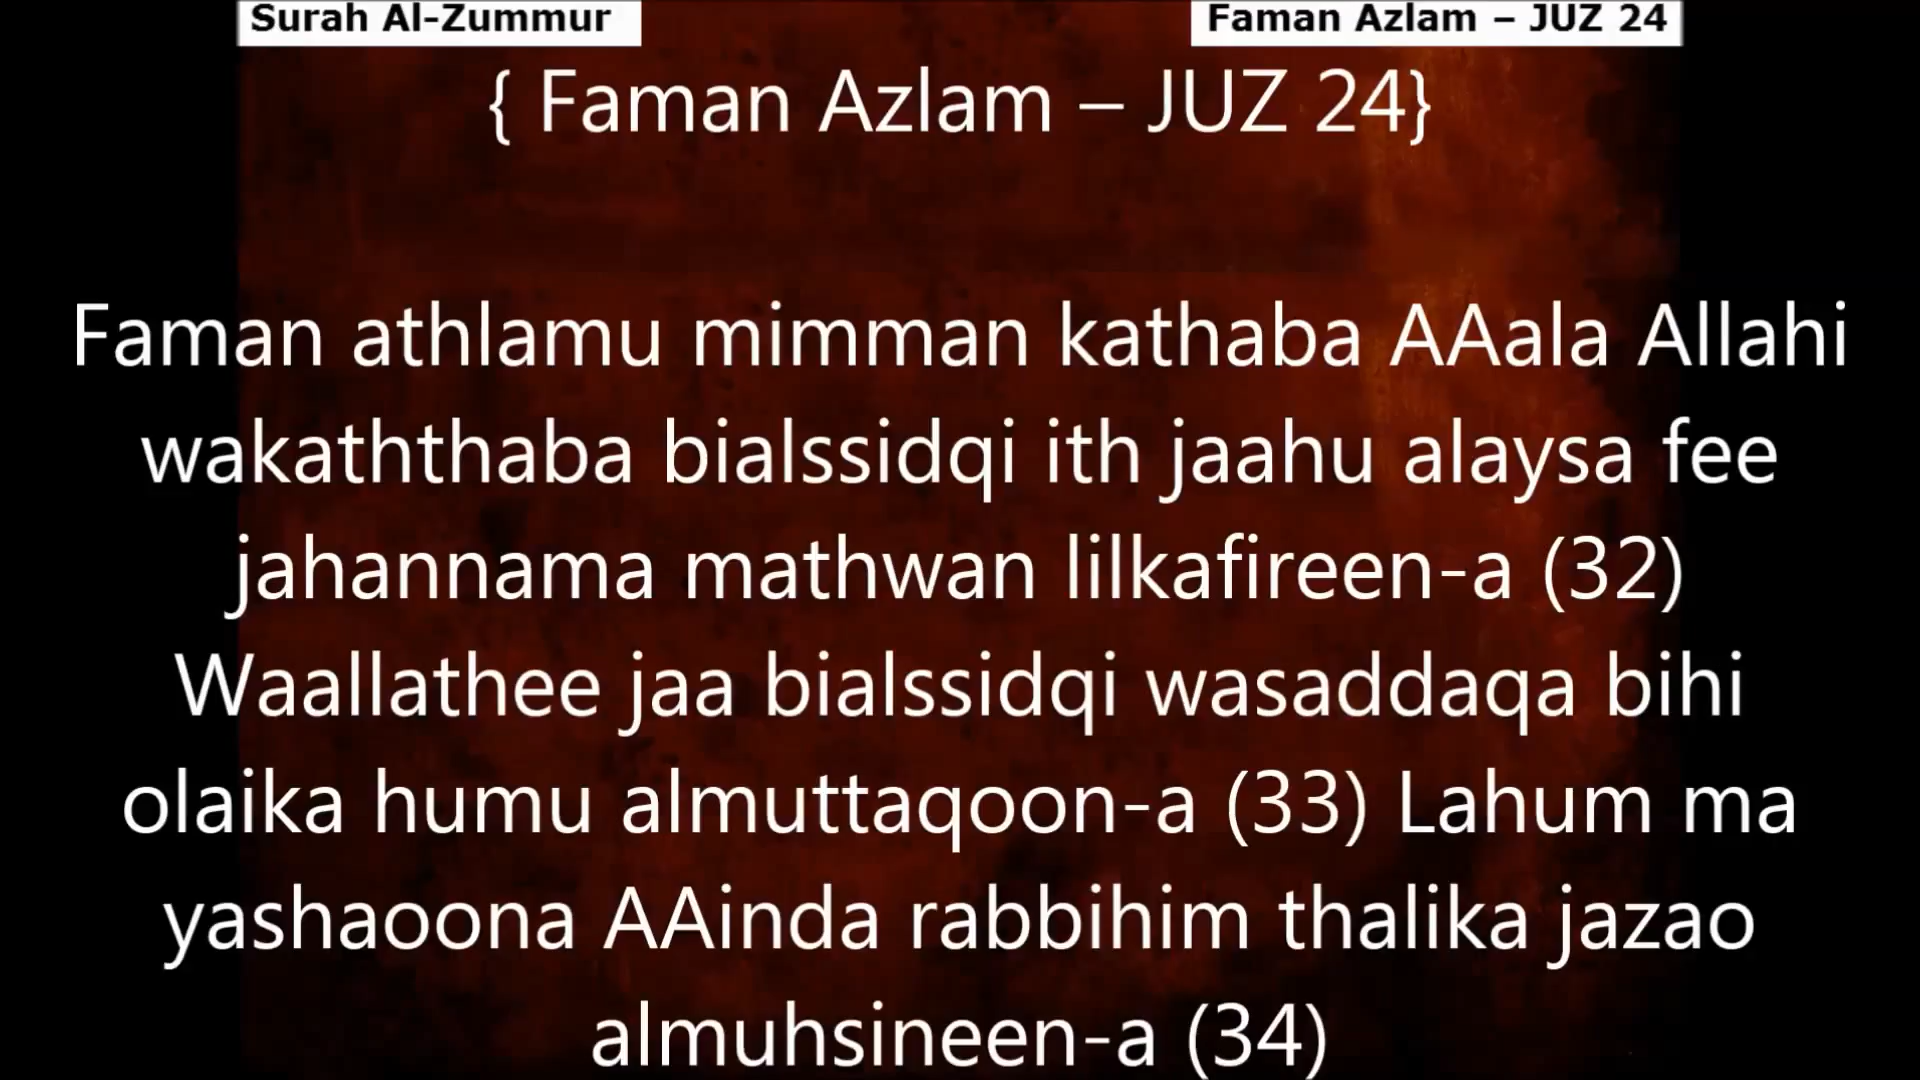 Surah Al-Zummur
Faman Azlam – JUZ 24
{ Faman Azlam – JUZ 24}
Faman athlamu mimman kathaba AAala Allahi
wakaththaba bialssidqi ith jaahu alaysa fee
jahannama mathwan lilkafireen-a (32)
Waallathee jaa bialssidqi wasaddaqa bihi
olaika humu almuttaqoon-a (33) Lahum ma
yashaoona AAinda rabbihim thalika jazao
almuhsineen-a (34)